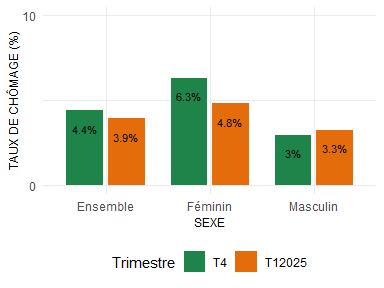 TAUX DE CHÔMAGE (%)
10
0
4.4%
3.9%
6.3%
4.8%
3%
3.3%
Ensemble
Féminin
Masculin
SEXE
Trimestre
T4
T12025